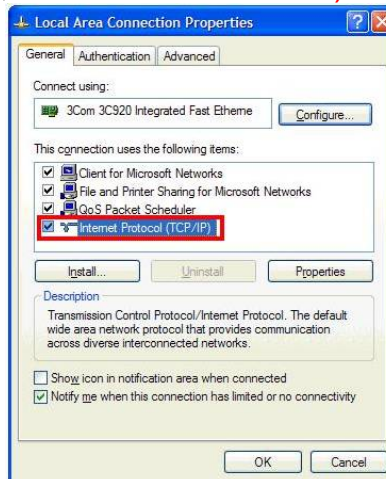 Local Area Connection Properties
General Authentication Advanced
Connect using:
3Com 3C920 Integrated Fast Etheme Configure...
This connection uses the following items:
Client for Microsoft Networks
File and Printer Sharing for Microsoft Networks
QoS Packet Scheduler
Internet Protocol (TCP/IP)
Install... Uninstall Properties
Description
Transmission Control Protocol/Internet Protocol. The default
wide area network protocol that provides communication
across diverse interconnected networks.
Show icon in notification area when connected
Notify me when this connection has limited or no connectivity
OK Cancel